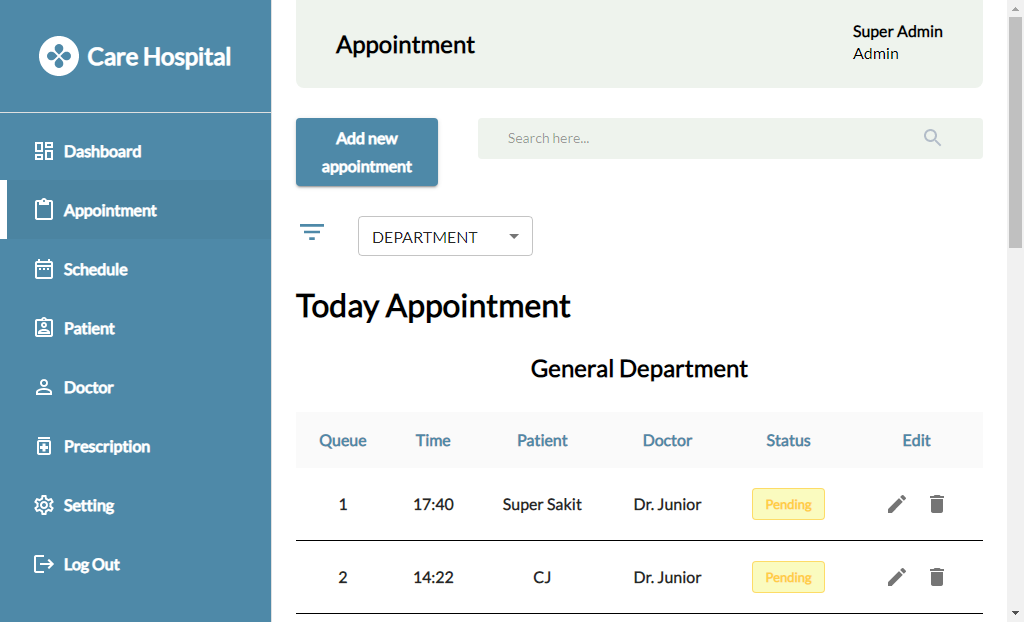 Care Hospital
Dashboard
Appointment
Schedule
Patient
Doctor
Prescription
Setting
Log Out
Appointment
Super Admin
Admin
Add new
appointment
Search here...
DEPARTMENT
Today Appointment
General Department
Queue Time Patient Doctor Status Edit
1 17:40 Super Sakit Dr. Junior Pending
2 14:22 CJ Dr. Junior Pending